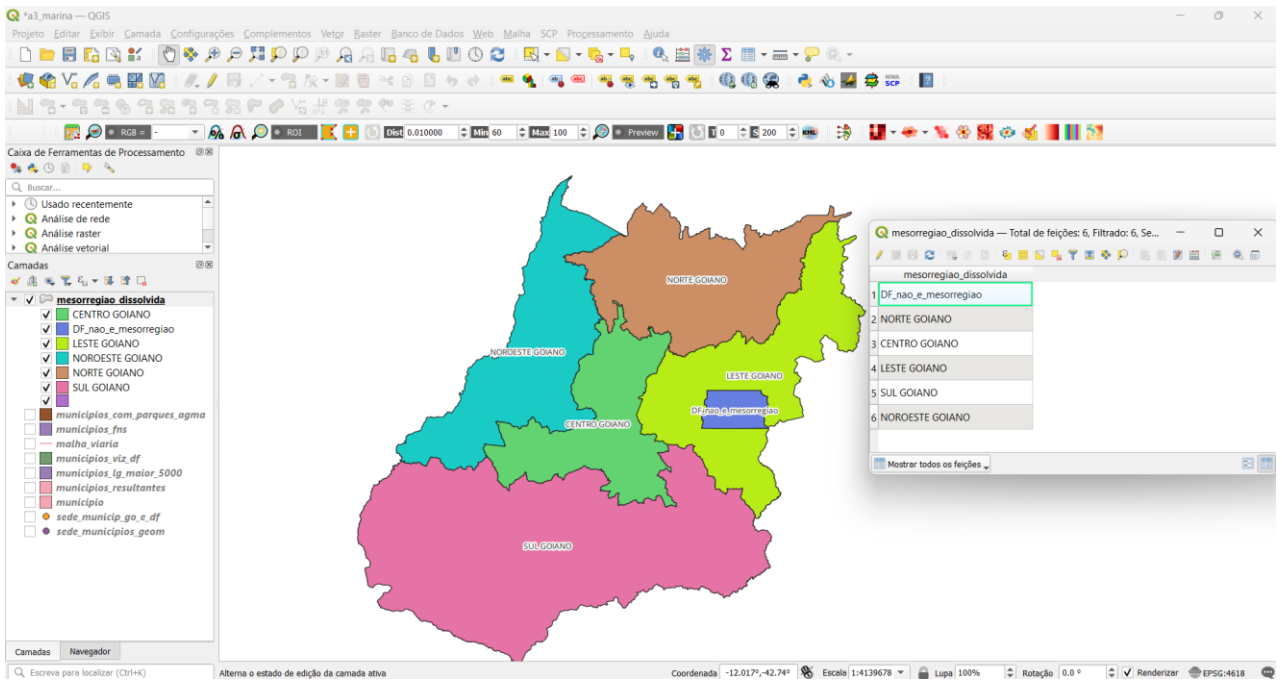 *a3_marina — QGIS
Projeto Editar Exibir Camada Configurações Complementos Vetor Raster Banco de Dados Web Malha SCP Processamento Ajuda
RGB = - ROI Dist 0.010000 Min 60 Max 100 Preview T 0 S 200 KML
SCP
Caixa de Ferramentas de Processamento
Buscar...
Usado recentemente
Análise de rede
Análise raster
Análise vetorial
Camadas
mesorregiao_dissolvida
CENTRO GOIANO
DF_nao_e_mesorregiao
LESTE GOIANO
NOROESTE GOIANO
NORTE GOIANO
SUL GOIANO
municipios_com_parques_agma
municipios_fns
malha_viaria
municipios_viz_df
municipios_lg_maior_5000
municipios_resultantes
municipio
sede_municip_go_e_df
sede_municipios_geom
NORTE GOIANO
NOROESTE GOIANO
LESTE GOIANO
DF_nao_e_mesorregiao
CENTRO GOIANO
SUL GOIANO
mesorregiao_dissolvida — Total de feições: 6, Filtrado: 6, Se...
mesorregiao_dissolvida
1 DF_nao_e_mesorregiao
2 NORTE GOIANO
3 CENTRO GOIANO
4 LESTE GOIANO
5 SUL GOIANO
6 NOROESTE GOIANO
Mostrar todos os feições
Camadas Navegador
Escreva para localizar (Ctrl+K) Alterna o estado de edição da camada ativa Coordenada -12.017°,-42.74° Escala 1:4139678 Lupa 100% Rotação 0.0 ° Renderizar EPSG:4618